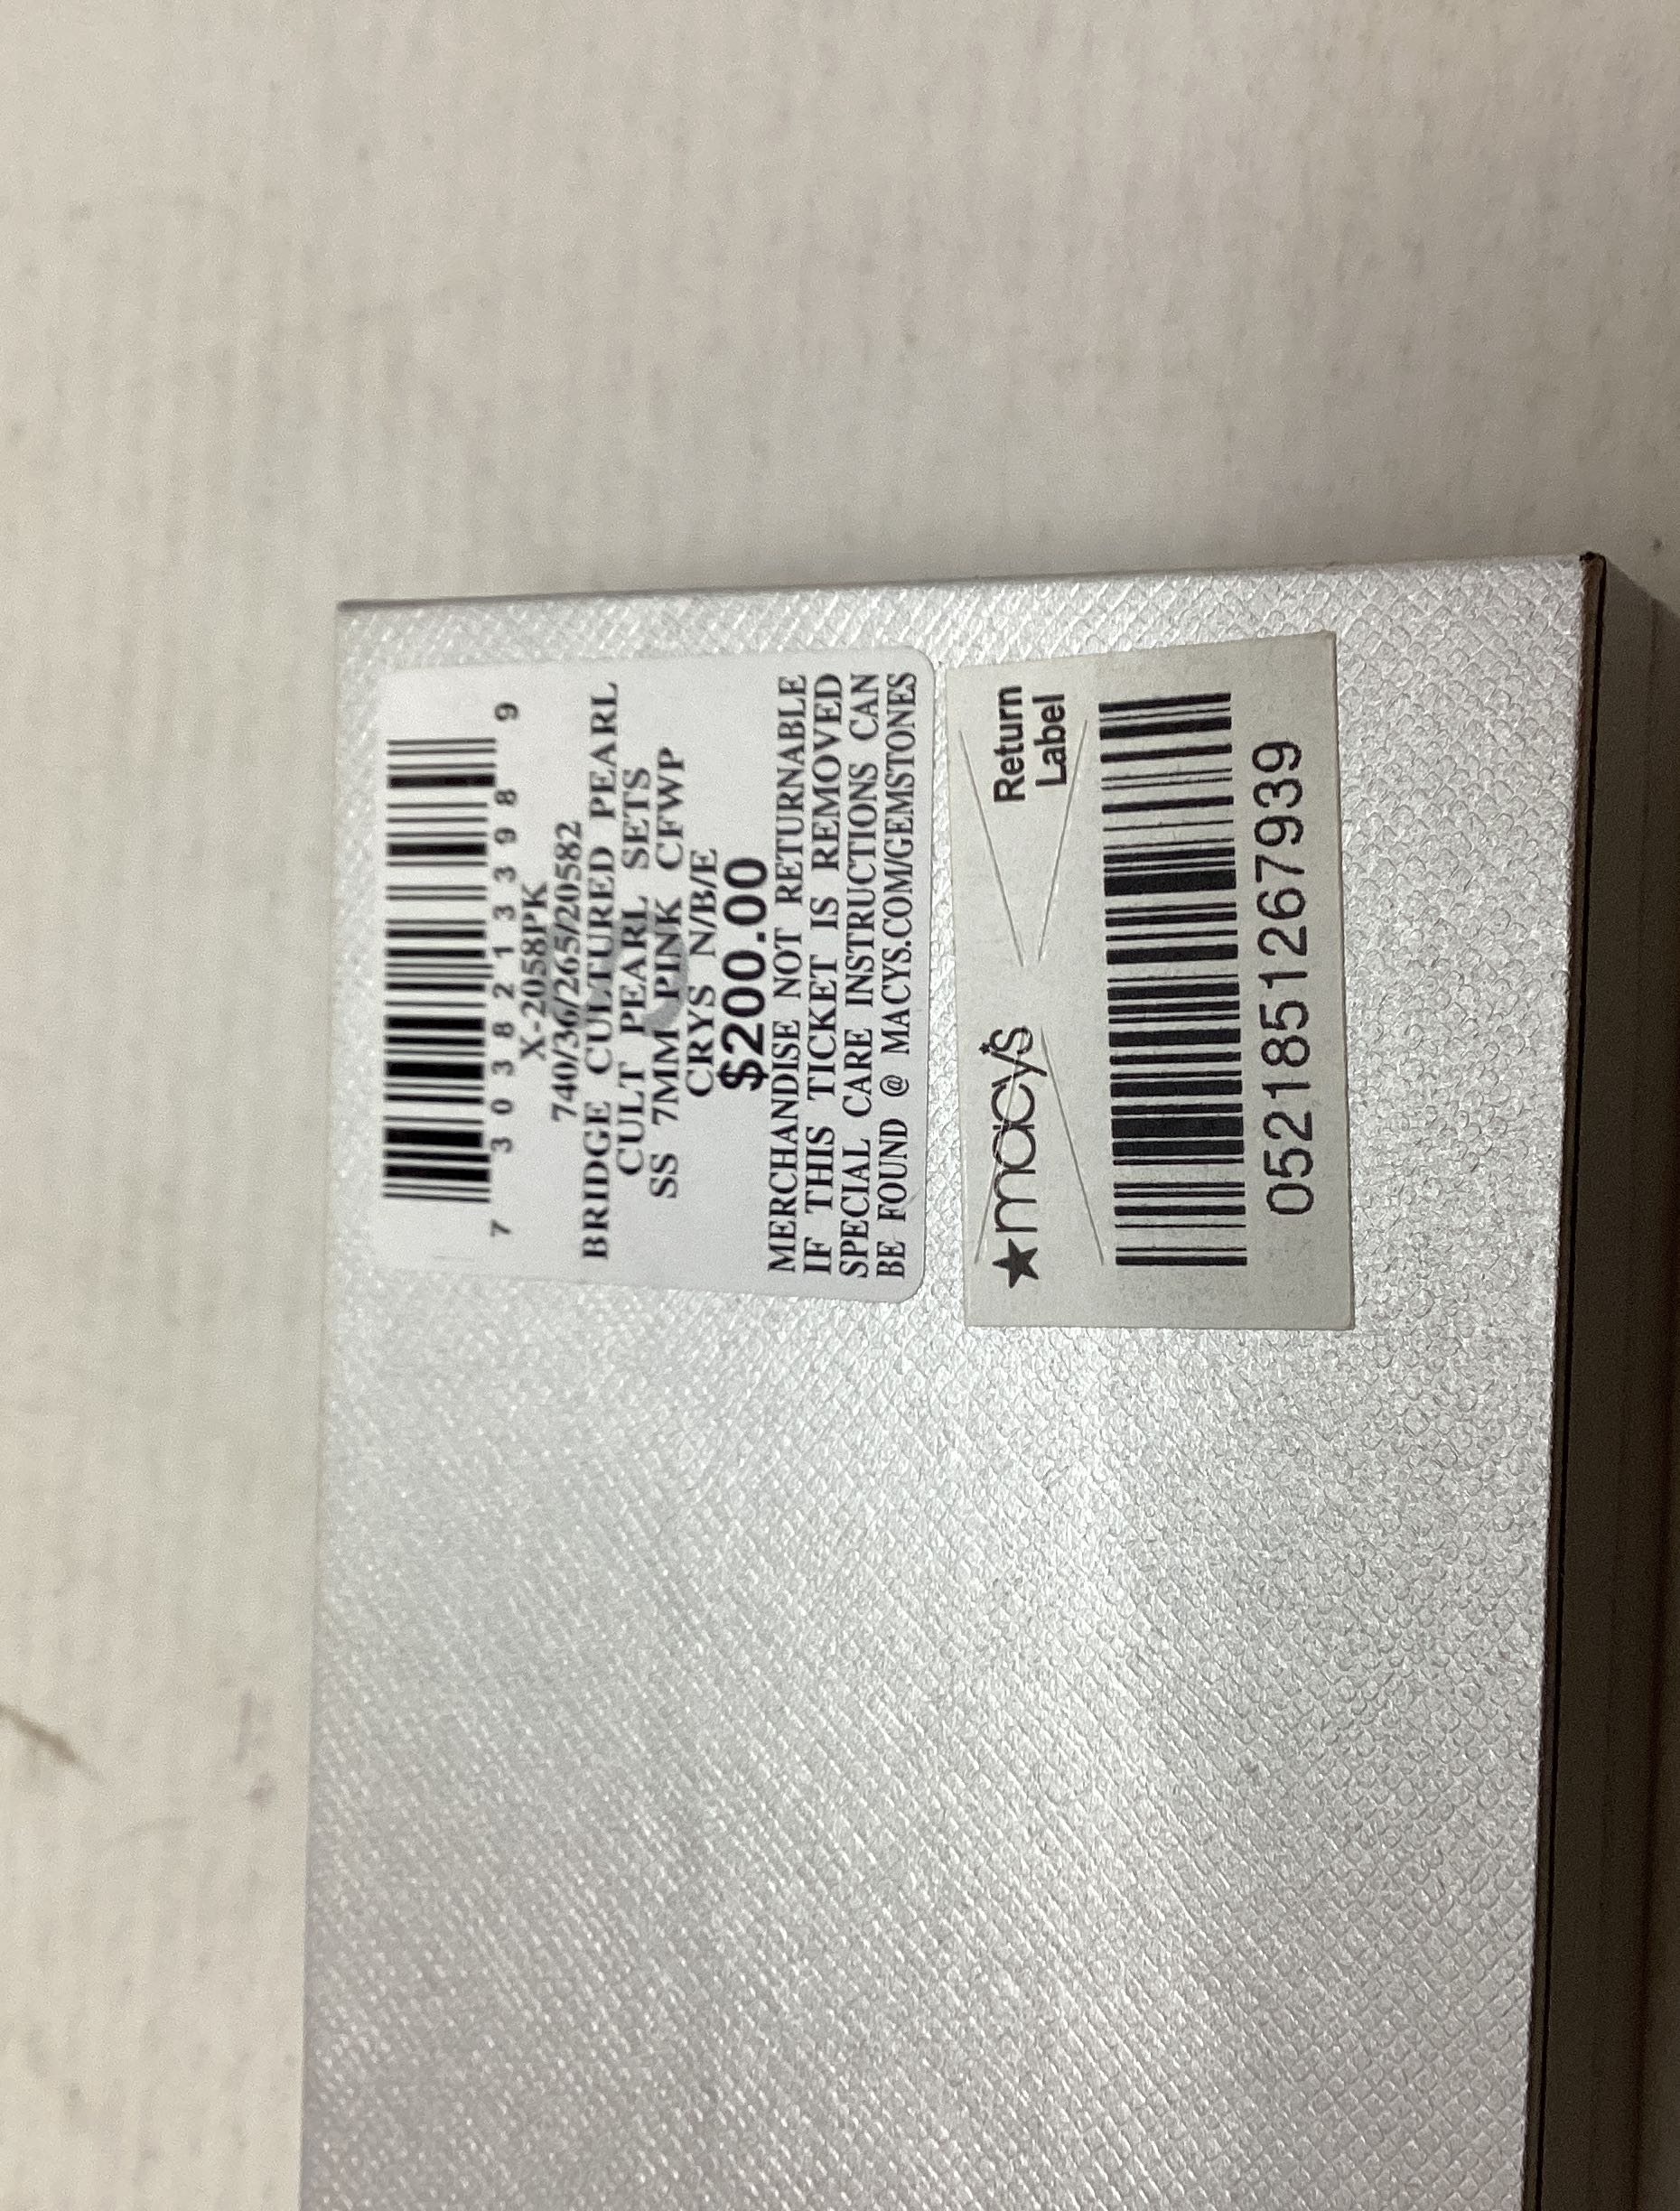 7 30382 13398 9
X-2058PK
740/36/265/20582
BRIDGE CULTURED PEARL
CULT PEARL SETS
SS 7MM PINK CFWP
CRYS N/B/E
$200.00
MERCHANDISE NOT RETURNABLE
IF THIS TICKET IS REMOVED
SPECIAL CARE INSTRUCTIONS CAN
BE FOUND @ MACYS.COM/GEMSTONES
★macy's
Return
Label
052185126793​9